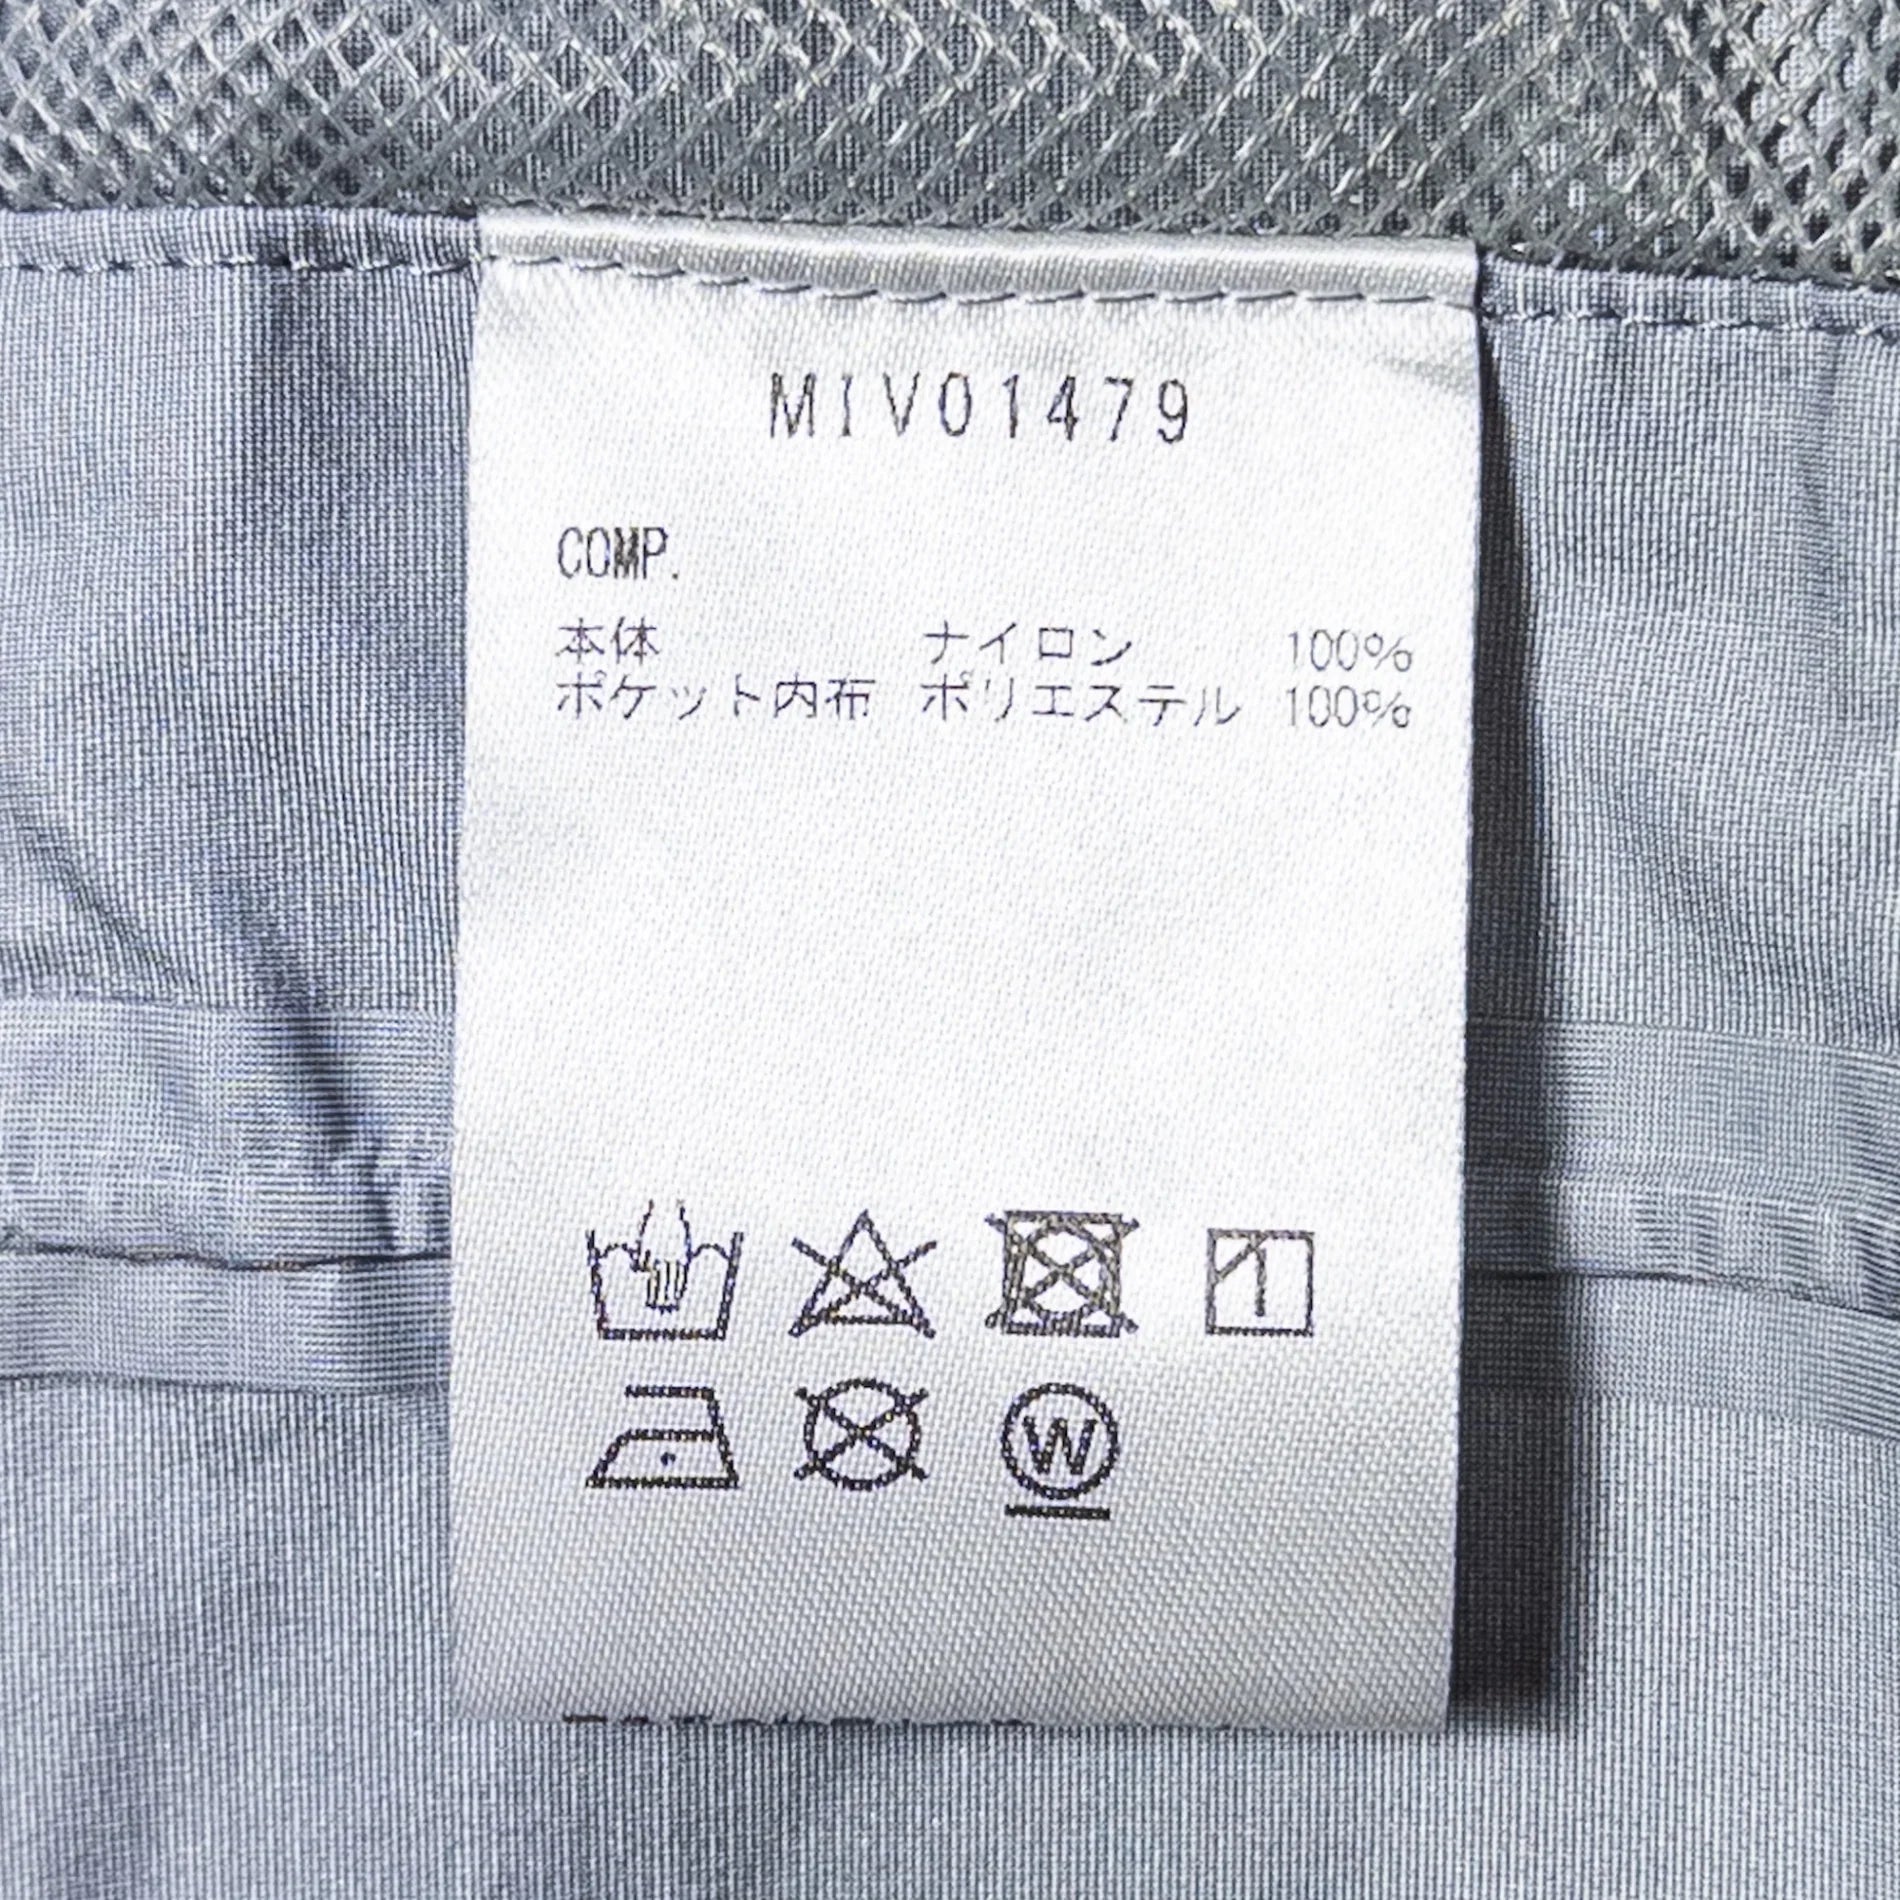 MIV01479
COMP.
本体 ナイロン 100%
ポケット内布 ポリエステル 100%
W